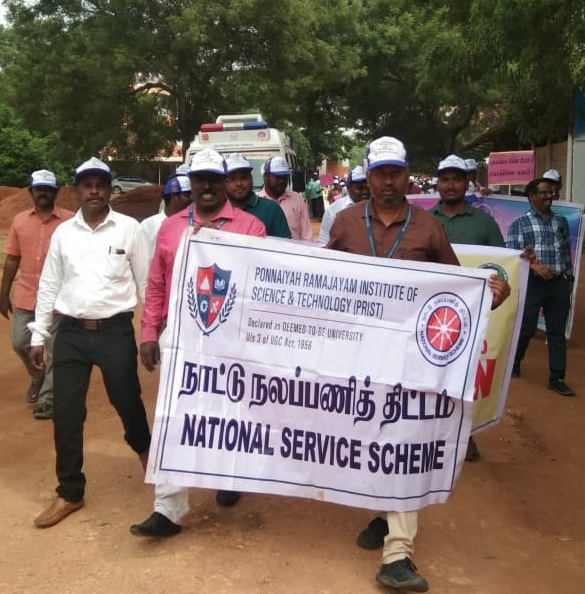 PONNAIYAH RAMAJAYAM INSTITUTE OF
SCIENCE & TECHNOLOGY (PRIST)
Declared as DEEMED-TO-BE-UNIVERSITY
U/s 3 of UGC Act, 1956
நாட்டு நலப்பணித் திட்டம்
NATIONAL SERVICE SCHEME